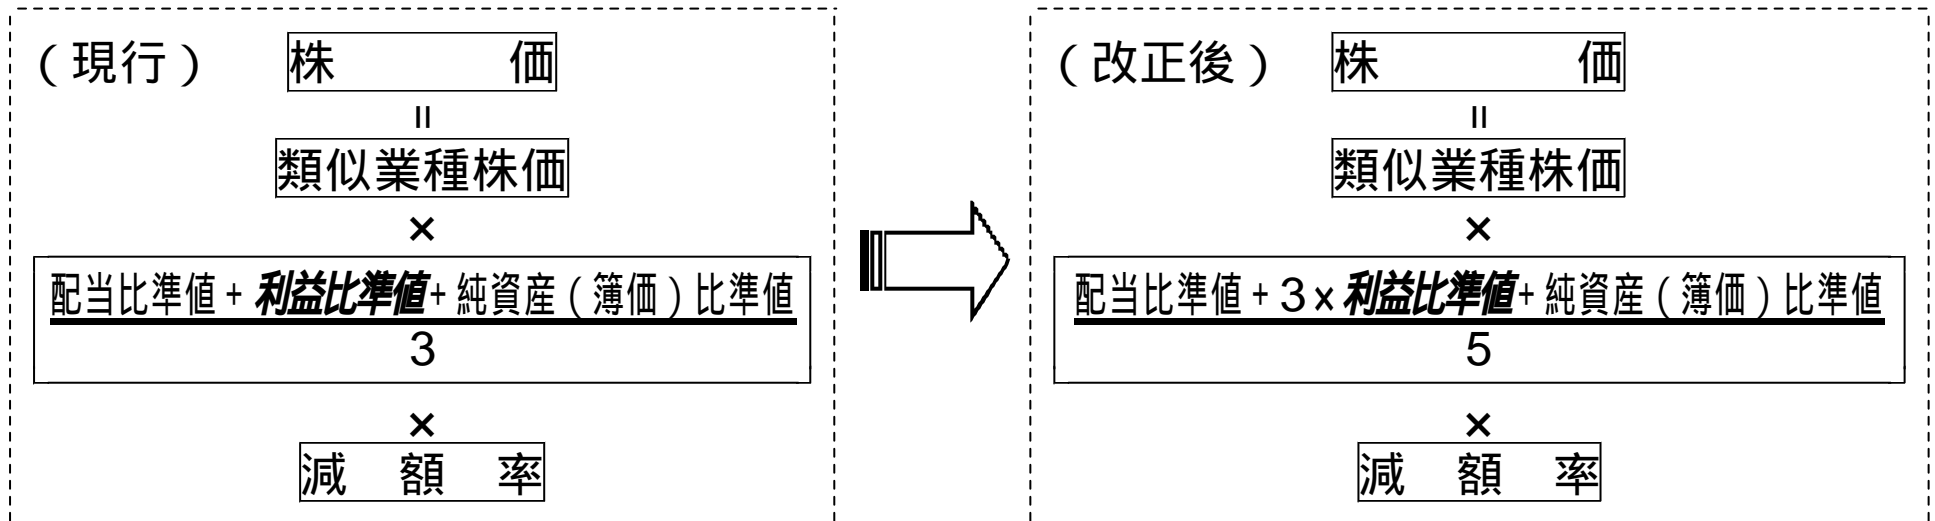 （現行） 株 価
＝
類似業種株価
×
配当比準値+利益比準値+純資産（簿価）比準値
3
×
減 額 率
（改正後） 株 価
＝
類似業種株価
×
配当比準値+3×利益比準値+純資産（簿価）比準値
5
×
減 額 率